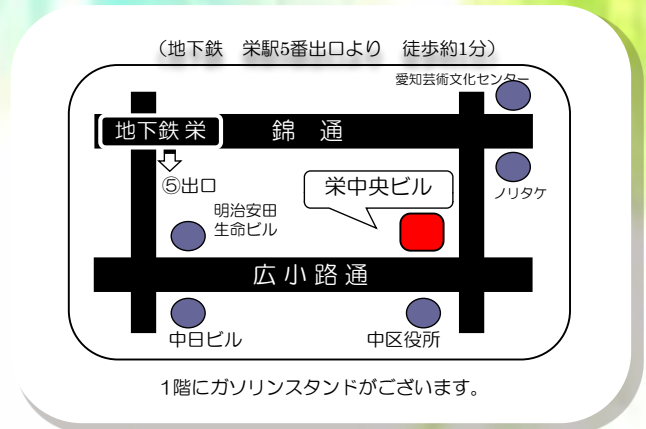 （地下鉄　栄駅5番出口より　徒歩約1分）
愛知芸術文化センター
地下鉄 栄
錦　通
⑤出口
栄中央ビル
ノリタケ
明治安田
生命ビル
広 小 路 通
中日ビル
中区役所
1階にガソリンスタンドがございます。